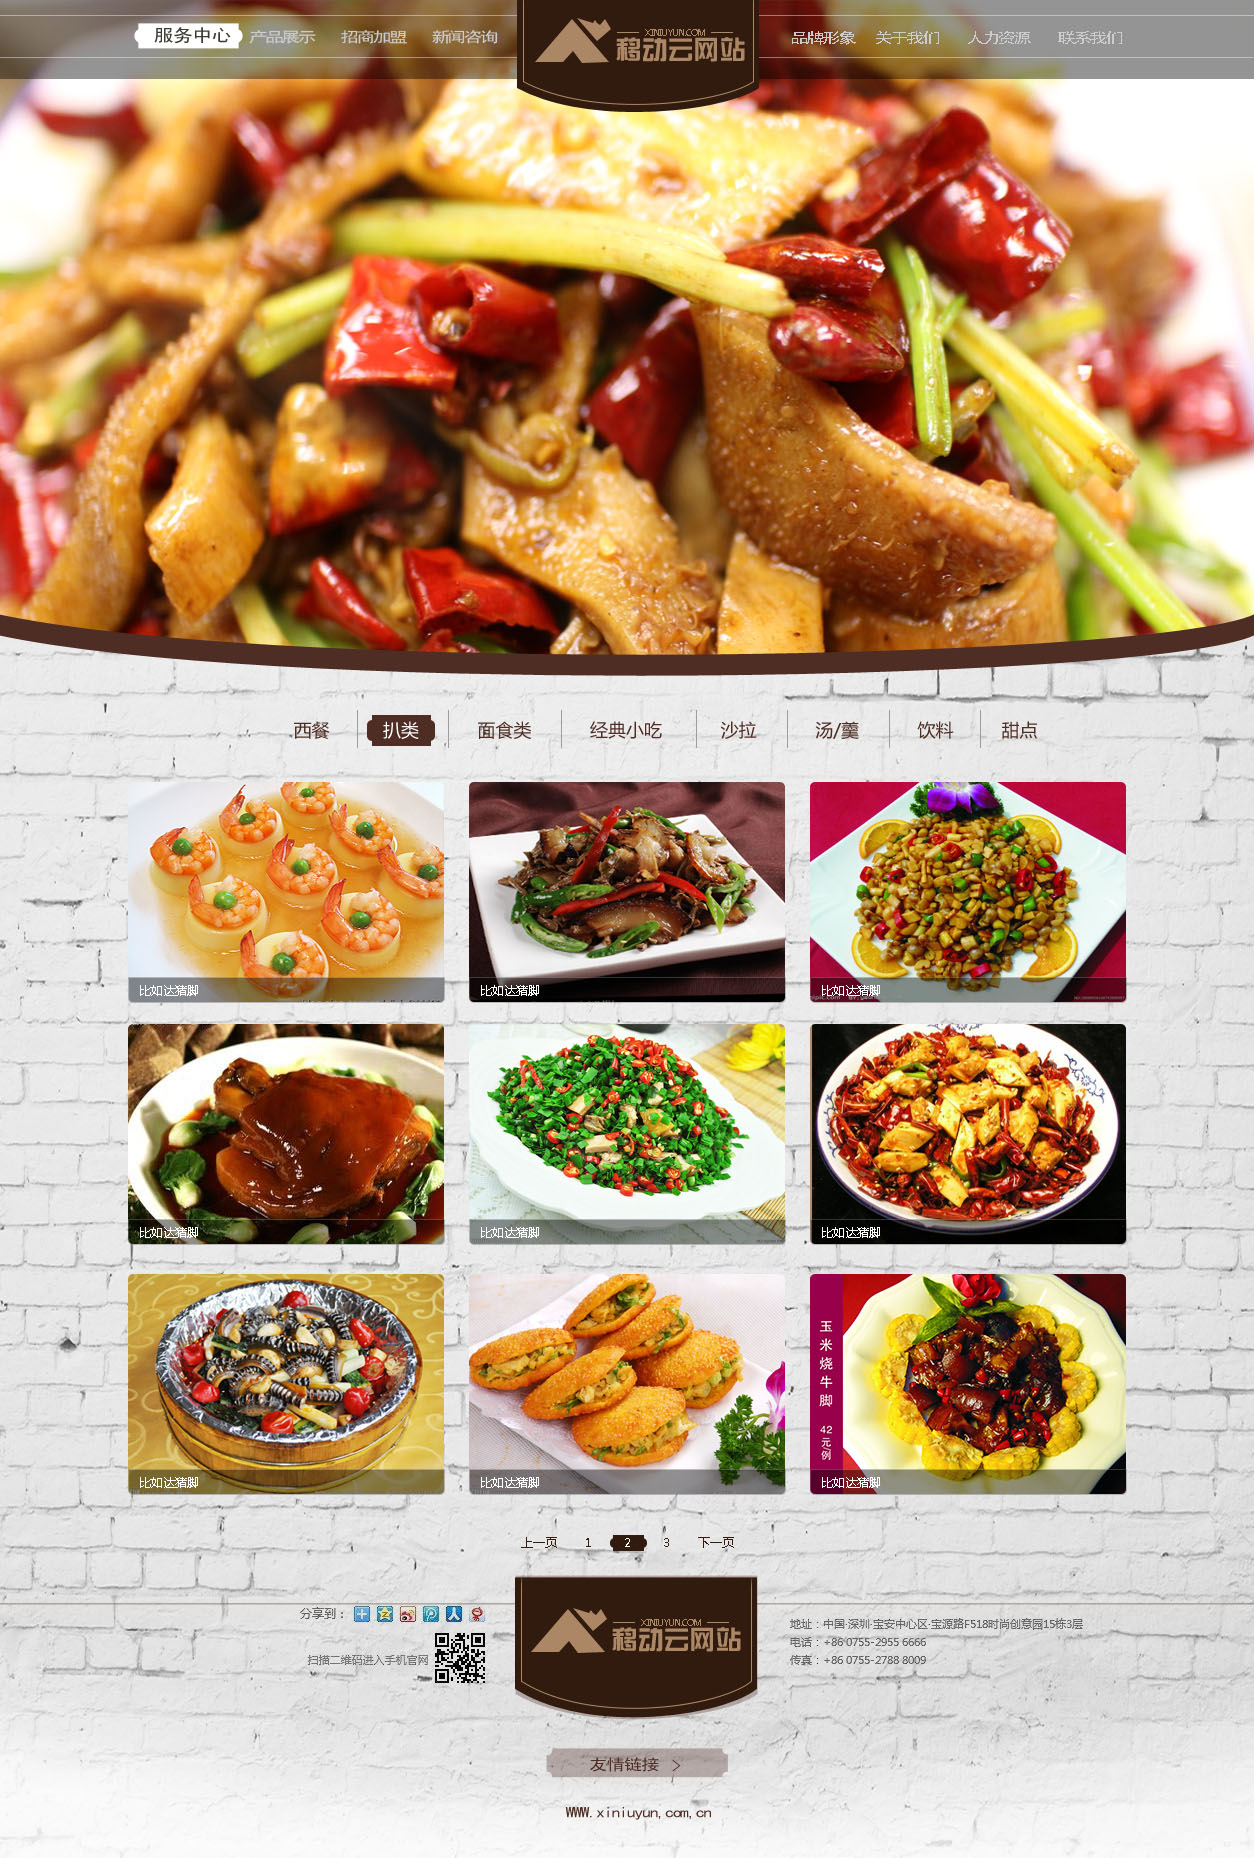 服务中心 产品展示 招商加盟 新闻咨询
XINIUYUN.COM
移动云网站
品牌形象 关于我们 人力资源 联系我们
西餐 扒类 面食类 经典小吃 沙拉 汤/羹 饮料 甜点
比如达猪脚
比如达猪脚
比如达猪脚
比如达猪脚
比如达猪脚
比如达猪脚
比如达猪脚
比如达猪脚
玉米烧牛脚
42元例
比如达猪脚
上一页 1 2 3 下一页
分享到：
扫描二维码进入手机官网
XINIUYUN.COM
移动云网站
地址：中国·深圳·宝安中心区·宝源路F518时尚创意园15栋3层
电话：+86 0755-2955 6666
传真：+86 0755-2788 8009
友情链接 >
WWW.xiniuyun.com.cn